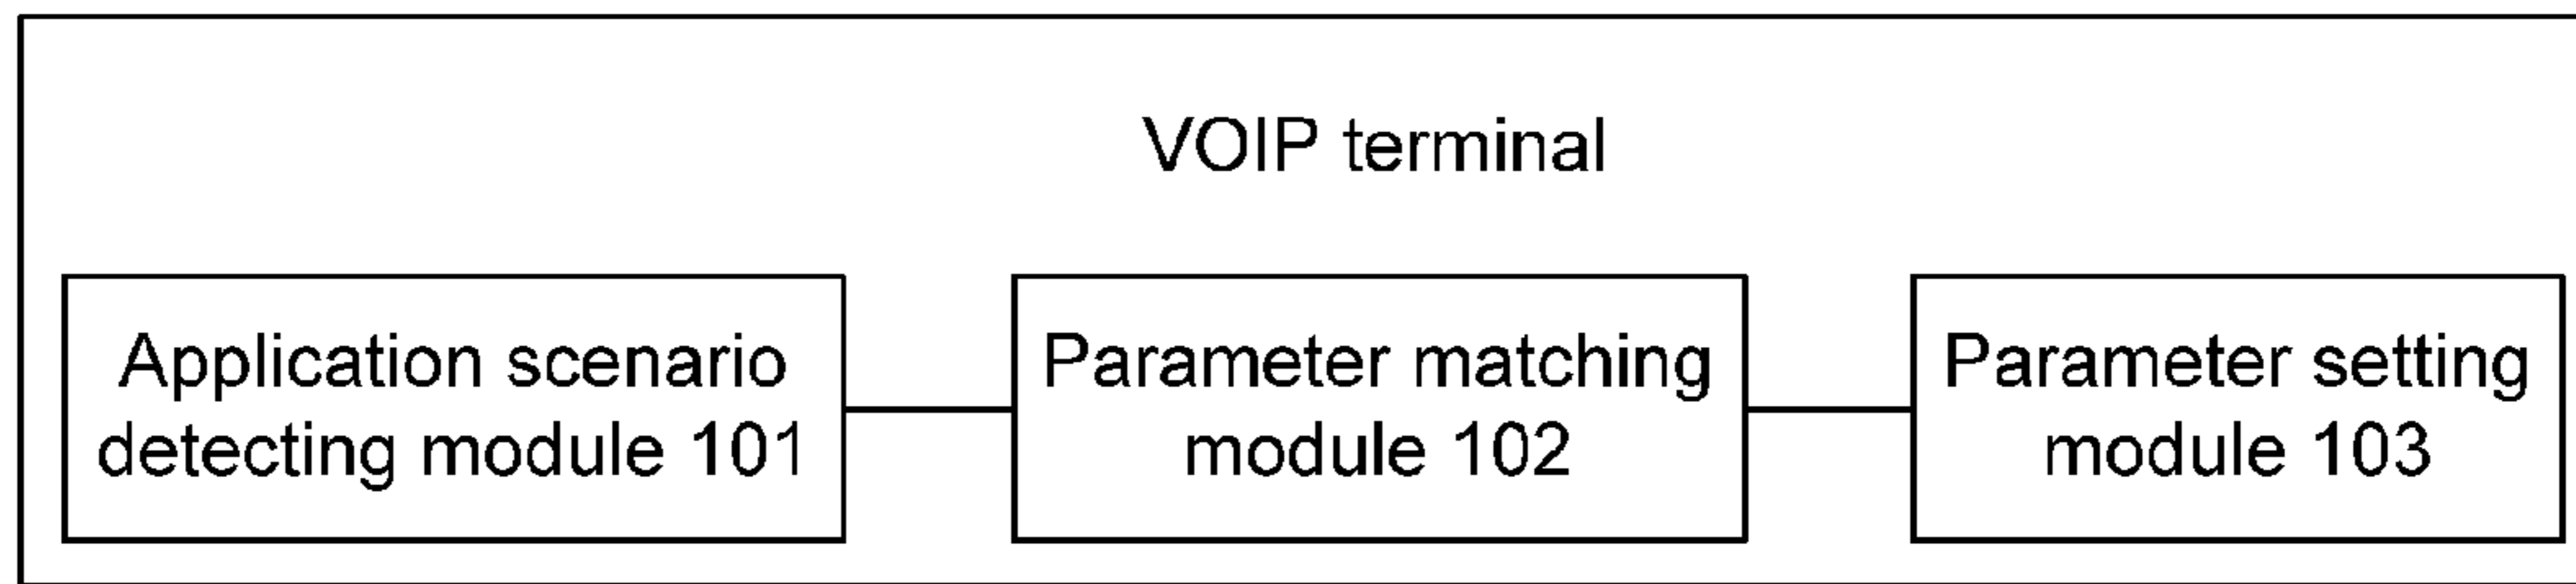 VOIP terminal
Application scenario
detecting module 101
Parameter matching
module 102
Parameter setting
module 103